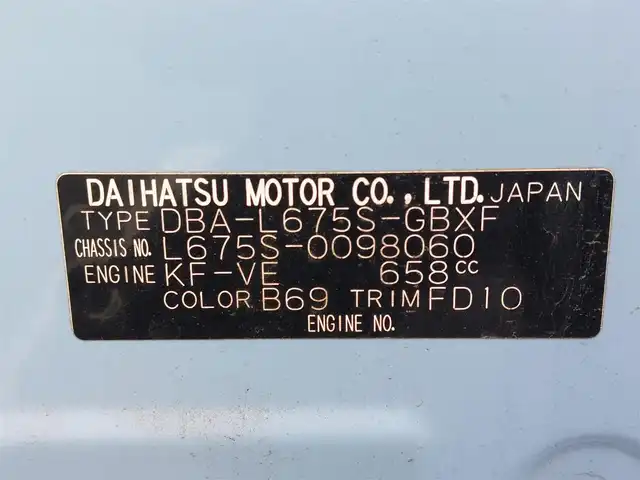 DAIHATSU MOTOR CO., LTD. JAPAN
TYPE DBA-L675S-GBXF
CHASSIS NO. L675S-0098060
ENGINE KF-VE 658cc
COLOR B69 TRIM FD10
ENGINE NO.